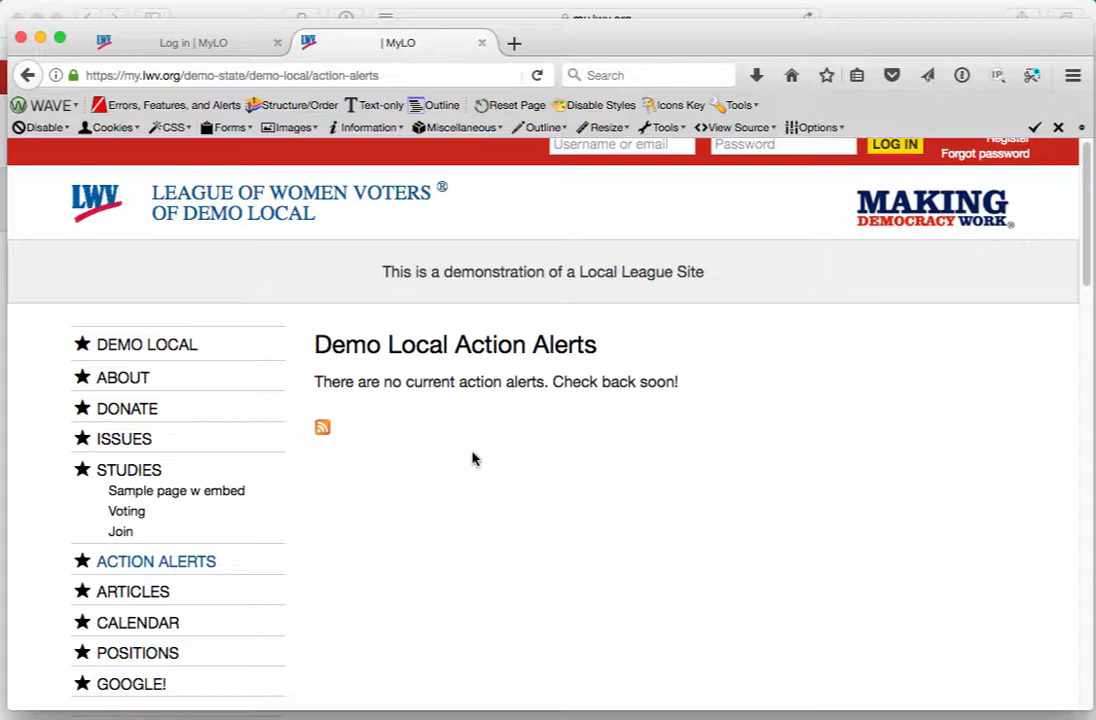 my.lwv.org
Log in | MyLO
| MyLO
https://my.lwv.org/demo-state/demo-local/action-alerts
Search
IP
WAVE
Errors, Features, and Alerts
Structure/Order
Text-only
Outline
Reset Page
Disable Styles
Icons Key
Tools
Disable
Cookies
CSS
Forms
Images
Information
Miscellaneous
Outline
Resize
Tools
View Source
Options
Username or email
Password
LOG IN
Register
Forgot password
LWV
LEAGUE OF WOMEN VOTERS ®
OF DEMO LOCAL
MAKING
DEMOCRACY WORK®
This is a demonstration of a Local League Site
DEMO LOCAL
ABOUT
DONATE
ISSUES
STUDIES
Sample page w embed
Voting
Join
ACTION ALERTS
ARTICLES
CALENDAR
POSITIONS
GOOGLE!
Demo Local Action Alerts
There are no current action alerts. Check back soon!